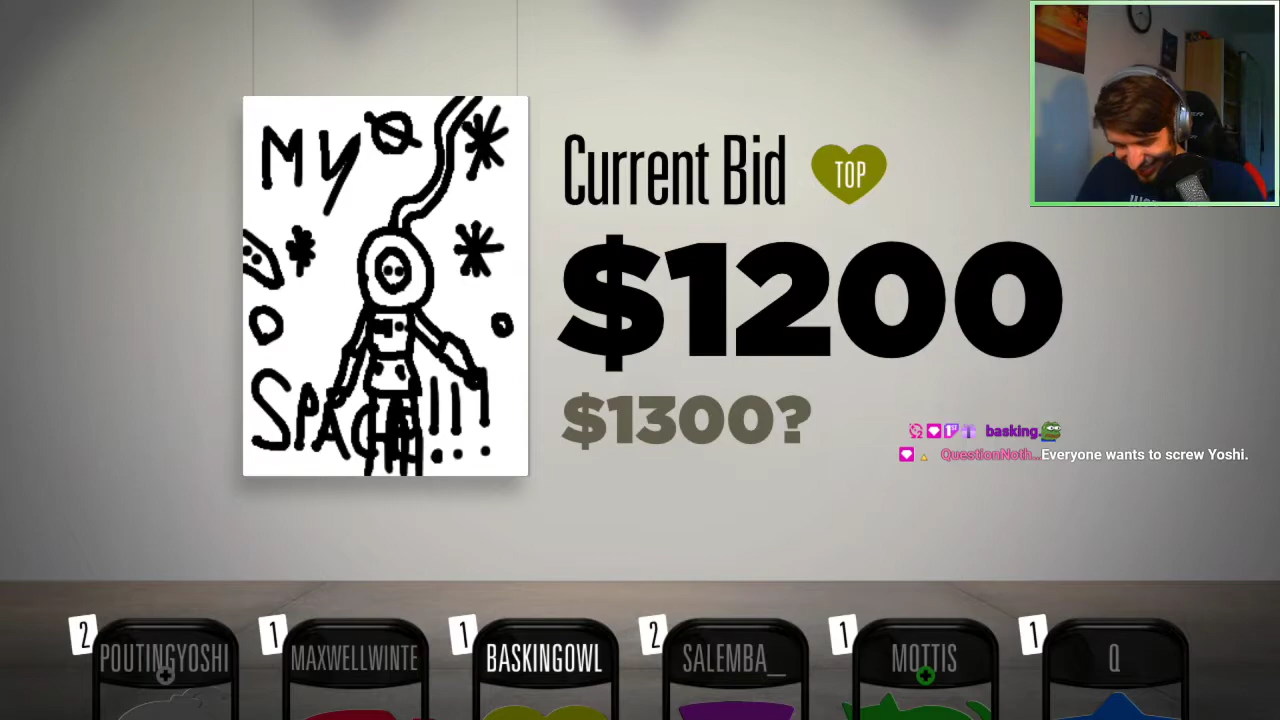 MY
SPACE!!!
Current Bid TOP
$1200
$1300?
basking.
QuestionNoth... Everyone wants to screw Yoshi.
2 POUTINGYOSHI 1 MAXWELLWINTE 1 BASKINGOWL 2 SALEMBA_ 1 MOTTIS 1 Q